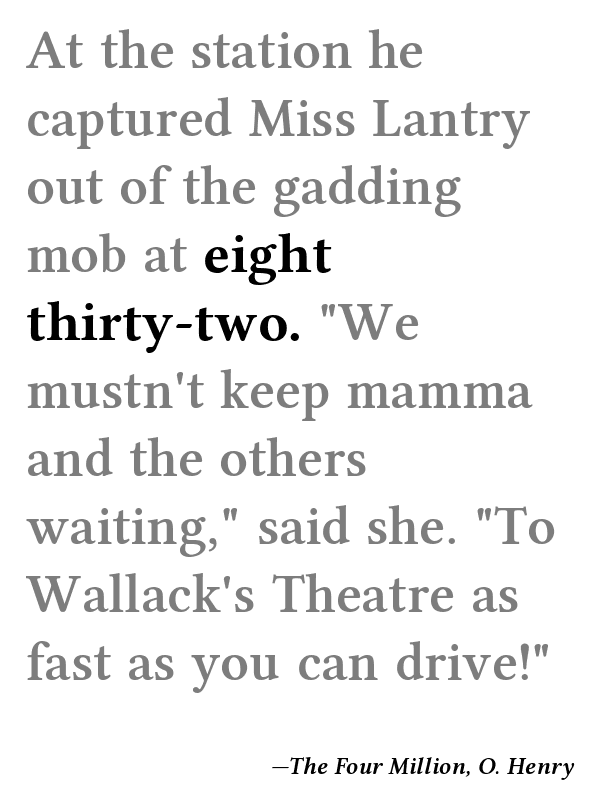 At the station he
captured Miss Lantry
out of the gadding
mob at eight
thirty-two. "We
mustn't keep mamma
and the others
waiting," said she. "To
Wallack's Theatre as
fast as you can drive!"
—The Four Million, O. Henry